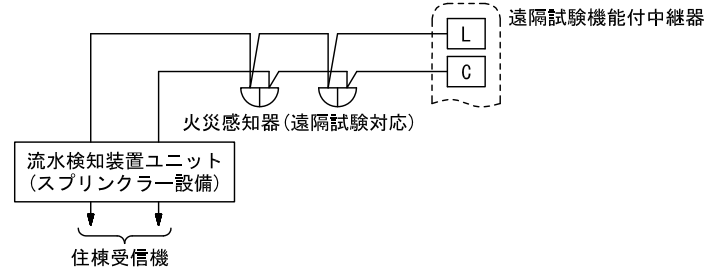 遠隔試験機能付中継器
L
C
火災感知器(遠隔試験対応)
流水検知装置ユニット
(スプリンクラー設備)
住棟受信機